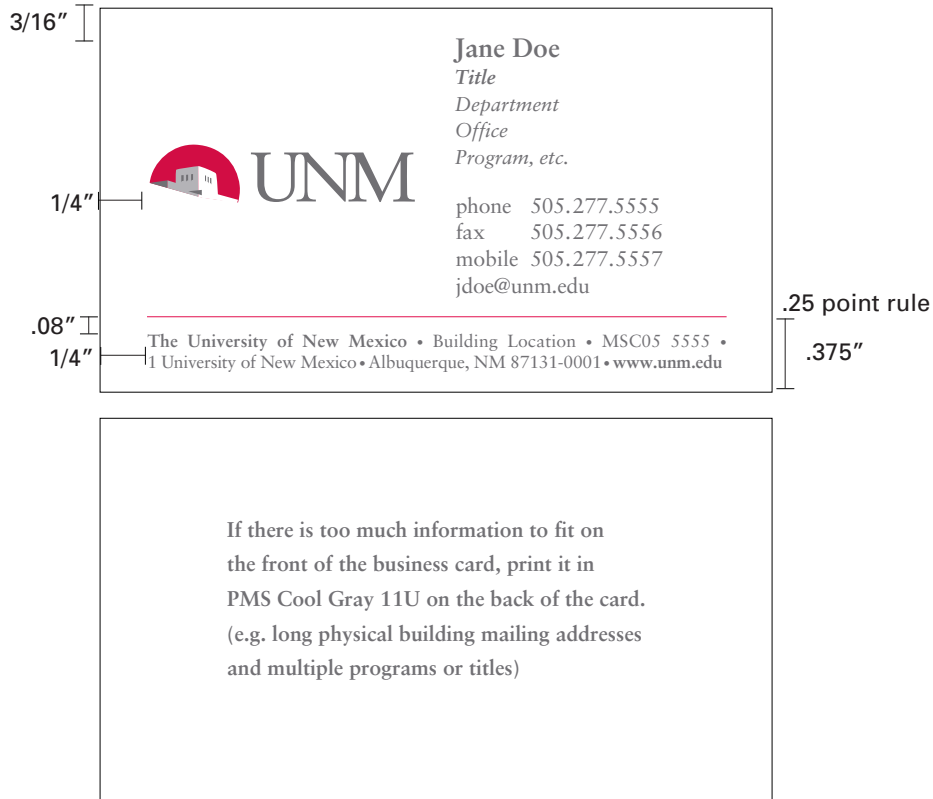 3/16”
Jane Doe
Title
Department
Office
Program, etc.
UNM
1/4”
phone 505.277.5555
fax 505.277.5556
mobile 505.277.5557
jdoe@unm.edu
.25 point rule
.08”
The University of New Mexico • Building Location • MSC05 5555 •
1/4”
1 University of New Mexico • Albuquerque, NM 87131-0001 • www.unm.edu
.375”
If there is too much information to fit on
the front of the business card, print it in
PMS Cool Gray 11U on the back of the card.
(e.g. long physical building mailing addresses
and multiple programs or titles)